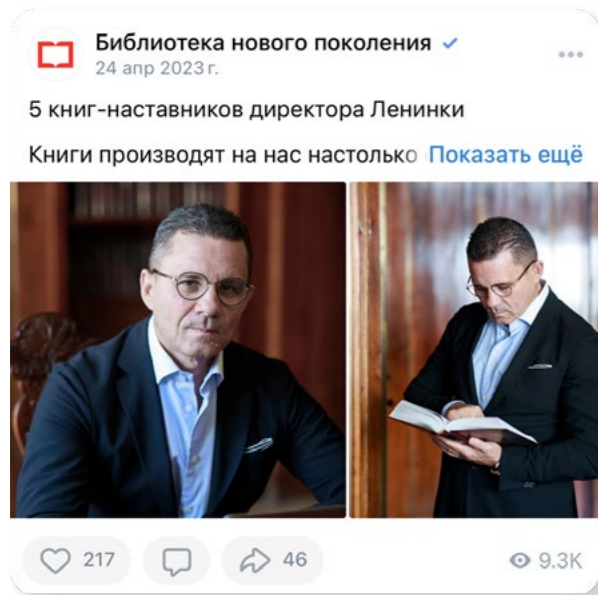 Библиотека нового поколения
24 апр 2023 г.
5 книг-наставников директора Ленинки
Книги производят на нас настолько Показать ещё
217
46
9.3K